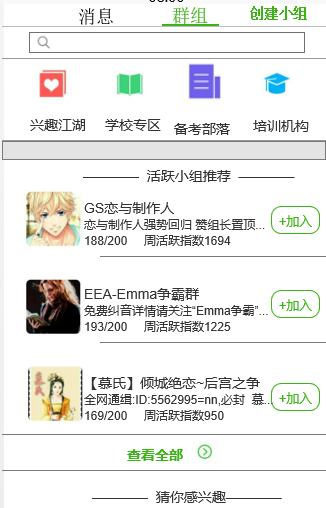 消息 群组 创建小组
兴趣江湖 学校专区 备考部落 培训机构
活跃小组推荐
GS恋与制作人
恋与制作人强势回归 赞组长置顶...
188/200 周活跃指数1694
+加入
EEA-Emma争霸群
免费纠音详情请关注“Emma争霸”...
193/200 周活跃指数1225
+加入
【慕氏】倾城绝恋~后宫之争
全网通缉:ID:5562995=nn,必封 慕...
169/200 周活跃指数950
+加入
查看全部
猜你感兴趣